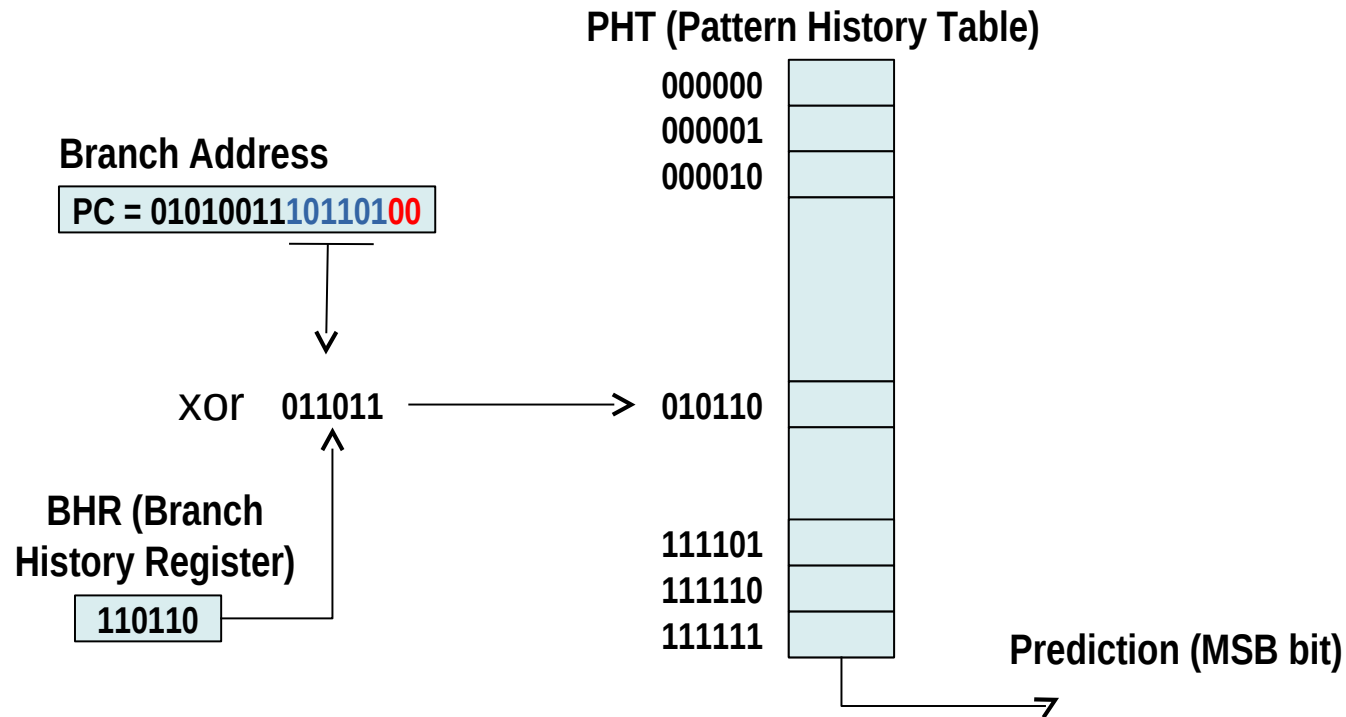 PHT (Pattern History Table)
000000
000001
000010
Branch Address
PC = 0101001110110100
xor 011011
010110
BHR (Branch
History Register)
110110
111101
111110
111111
Prediction (MSB bit)